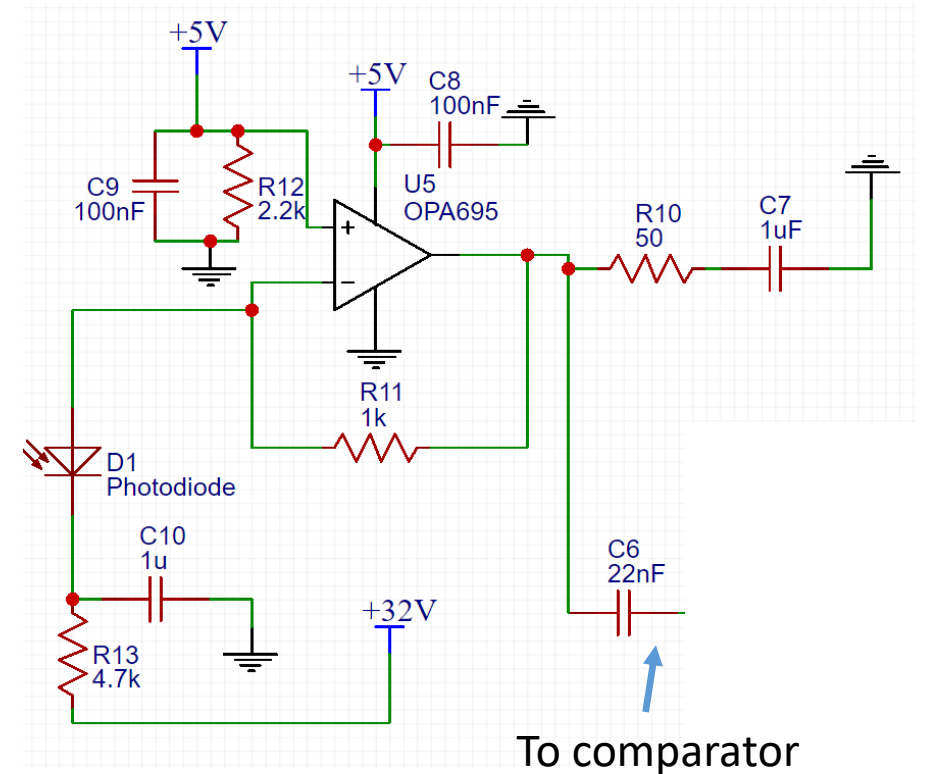 +5V
+5V
C8
100nF
C9
100nF
R12
2.2k
U5
OPA695
+
−
R10
50
C7
1uF
R11
1k
D1
Photodiode
C10
1u
C6
22nF
+32V
R13
4.7k
To comparator